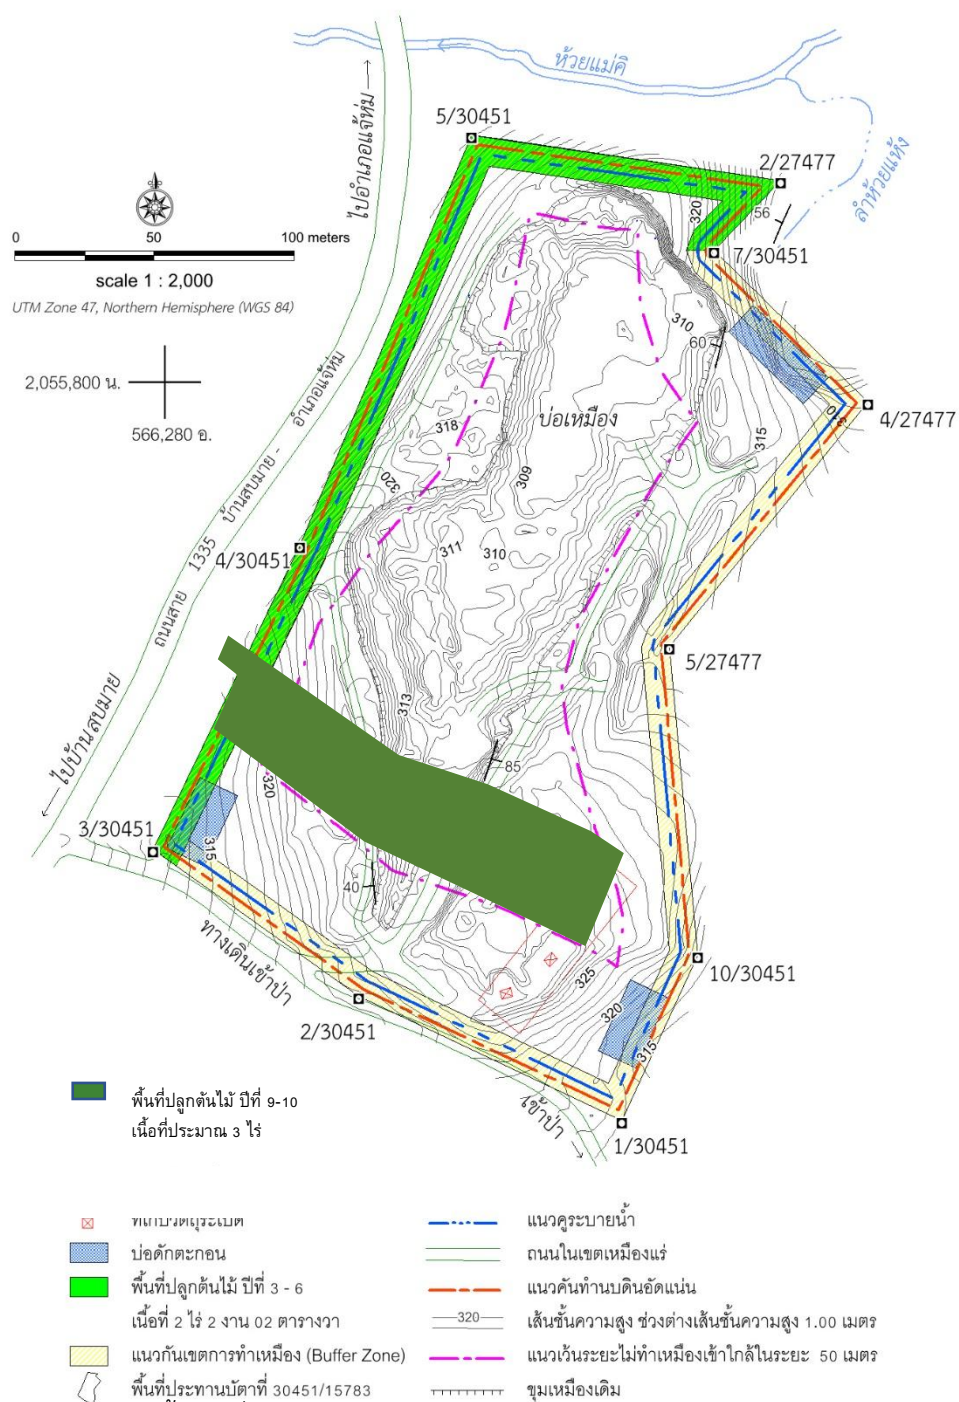 ห้วยแม่คิ
5/30451
ไปอำเภอแจ้ห่ม
2/27477
ลำห้วยแห้ง
320
56
7/30451
0 50 100 meters
scale 1 : 2,000
UTM Zone 47, Northern Hemisphere (WGS 84)
310
60
2,055,800 น.
566,280 อ.
อำเภอแจ้ห่ม
310
4/27477
บ่อเหมือง
318
315
320
309
บ้านสบมาย -
1335
4/30451
311
310
ถนนสาย
5/27477
ไปบ้านสบมาย
313
320
85
3/30451
315
40
ทางเดินเข้าป่า
325
10/30451
2/30451
320
315
เข้าป่า
1/30451
พื้นที่ปลูกต้นไม้ ปีที่ 9-10
เนื้อที่ประมาณ 3 ไร่
ที่เก็บวัตถุระเบิด
แนวคูระบายน้ำ
บ่อดักตะกอน
ถนนในเขตเหมืองแร่
พื้นที่ปลูกต้นไม้ ปีที่ 3 - 6
แนวคันทำนบดินอัดแน่น
เนื้อที่ 2 ไร่ 2 งาน 02 ตารางวา
320
เส้นชั้นความสูง ช่วงต่างเส้นชั้นความสูง 1.00 เมตร
แนวกันเขตการทำเหมือง (Buffer Zone)
แนวเว้นระยะไม่ทำเหมืองเข้าใกล้ในระยะ 50 เมตร
พื้นที่ประทานบัตรที่ 30451/15783
ขุมเหมืองเดิม